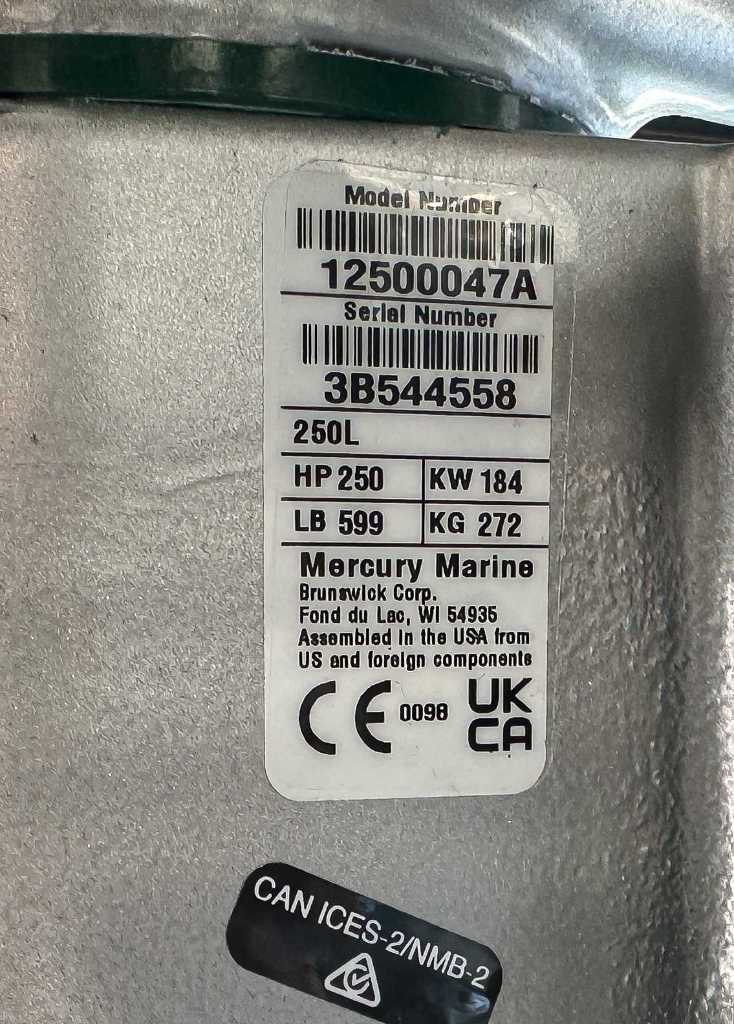 Model Number
12500047A
Serial Number
3B544558
250L
HP 250 KW 184
LB 599 KG 272
Mercury Marine
Brunswick Corp.
Fond du Lac, WI 54935
Assembled in the USA from
US and foreign components
CE 0098 UK
CA
CAN ICES-2/NMB-2